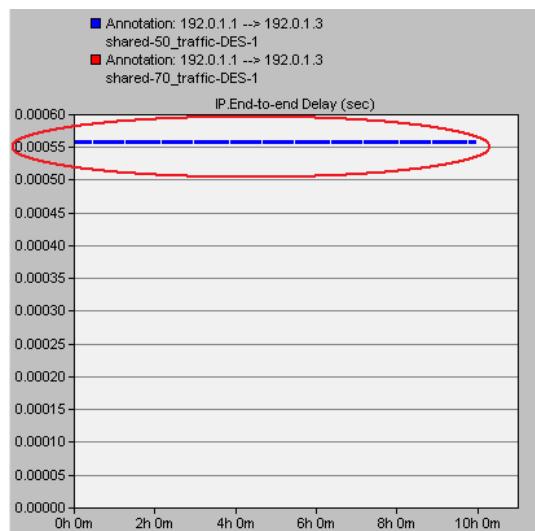 Annotation: 192.0.1.1 --> 192.0.1.3
shared-50_traffic-DES-1
Annotation: 192.0.1.1 --> 192.0.1.3
shared-70_traffic-DES-1
IP.End-to-end Delay (sec)
0.00060
0.00055
0.00050
0.00045
0.00040
0.00035
0.00030
0.00025
0.00020
0.00015
0.00010
0.00005
0.00000
0h 0m 2h 0m 4h 0m 6h 0m 8h 0m 10h 0m